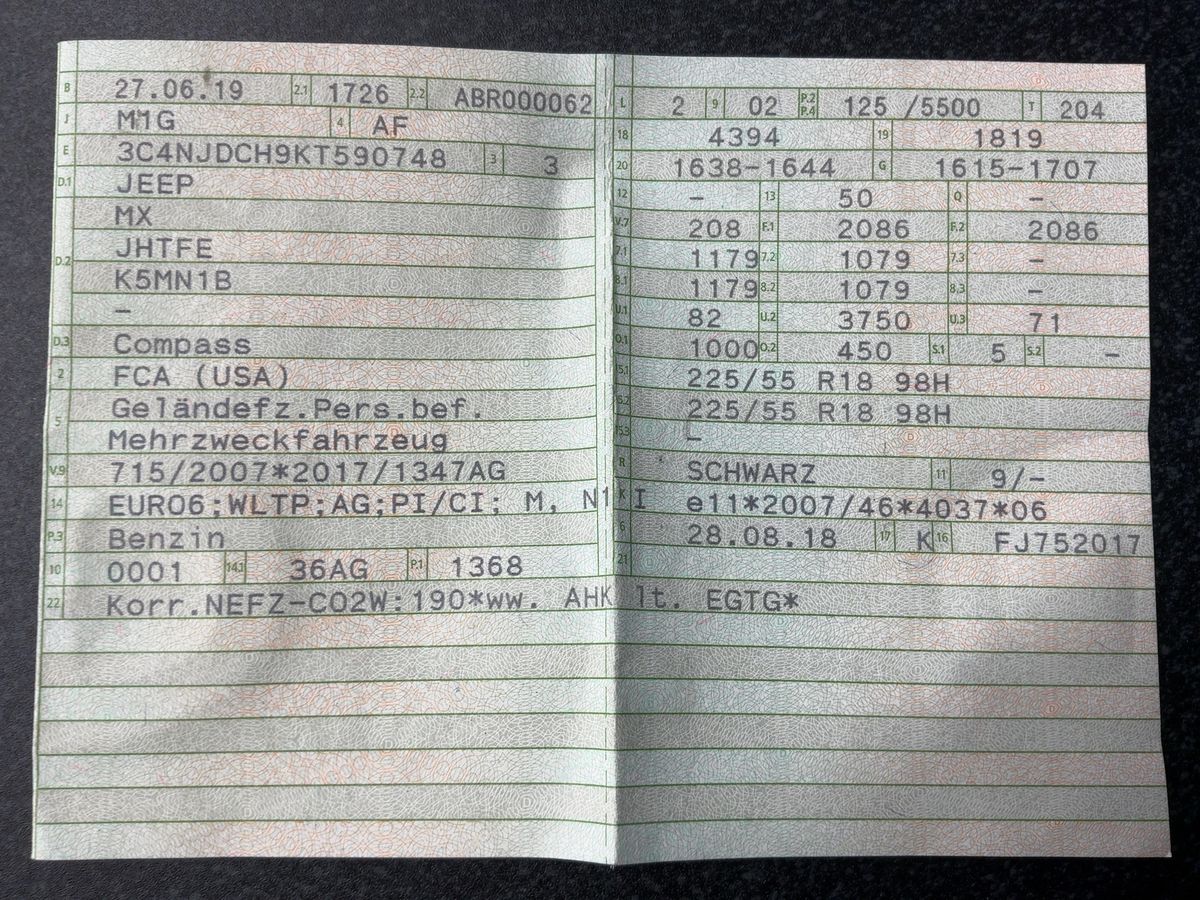 B 27.06.19 2.1 1726 2.2 ABR000062
J M1G 4 AF
E 3C4NJDCH9KT590748 3 3
D.1 JEEP
MX
D.2 JHTFE
K5MN1B
–
D.3 Compass
2 FCA (USA)
5 Geländefz.Pers.bef.
Mehrzweckfahrzeug
V.9 715/2007*2017/1347AG
14 EURO6;WLTP;AG;PI/CI; M, N1 I
P.3 Benzin
10 0001 14.1 36AG P.1 1368
22 Korr.NEFZ-CO2W:190*ww. AHK lt. EGTG*
L 2 9 02 P.2 P.4 125 /5500 T 204
18 4394 19 1819
20 1638-1644 G 1615-1707
12 – 13 50 Q –
V.7 208 F.1 2086 F.2 2086
7.1 1179 7.2 1079 7.3 –
8.1 1179 8.2 1079 8.3 –
U.1 82 U.2 3750 U.3 71
O.1 1000 O.2 450 S.1 5 S.2 –
15.1 225/55 R18 98H
15.2 225/55 R18 98H
15.3 –
R SCHWARZ 11 9/–
K e11*2007/46*4037*06
6 28.08.18 17 K 16 FJ752017
21